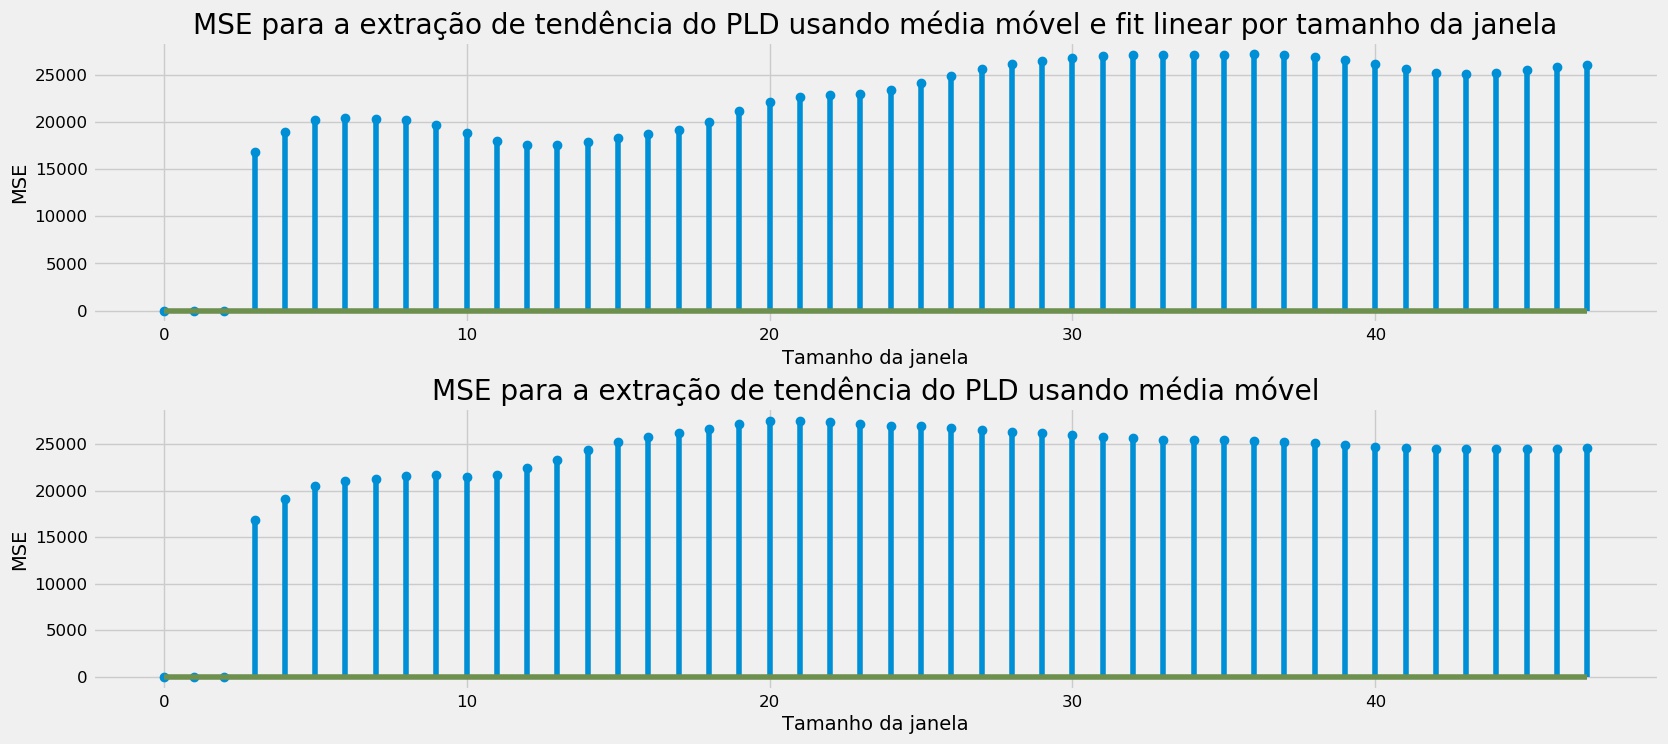 MSE para a extração de tendência do PLD usando média móvel e fit linear por tamanho da janela
25000
20000
15000
10000
5000
0
MSE
0 10 20 30 40
Tamanho da janela
MSE para a extração de tendência do PLD usando média móvel
25000
20000
15000
10000
5000
0
MSE
0 10 20 30 40
Tamanho da janela